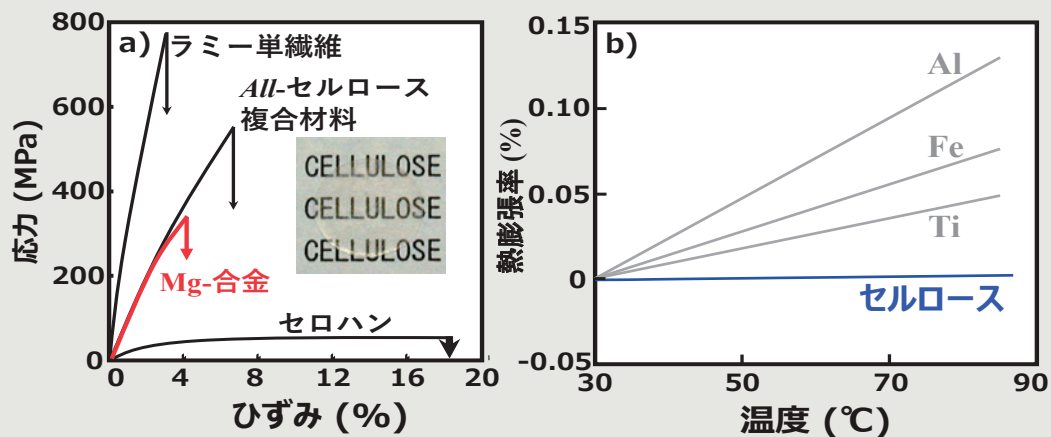 a)
ラミー単繊維
All-セルロース
複合材料
CELLULOSE
CELLULOSE
CELLULOSE
Mg-合金
セロハン
応力 (MPa)
800
600
400
200
0
0
4
8
12
16
20
ひずみ (%)
b)
Al
Fe
Ti
セルロース
熱膨張率 (%)
0.15
0.10
0.05
0
-0.05
30
50
70
90
温度 (℃)